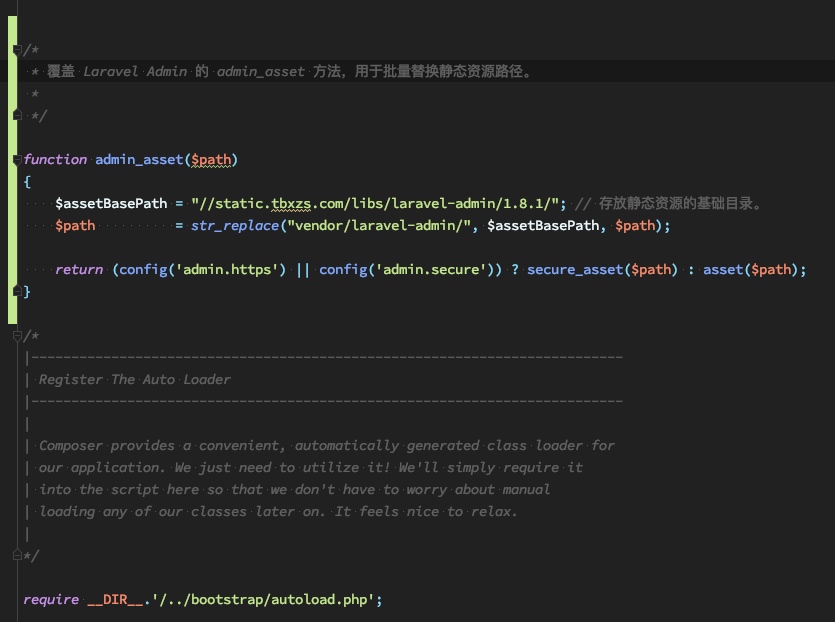 /*
 * 覆盖 Laravel Admin 的 admin_asset 方法，用于批量替换静态资源路径。
 *
 */
function admin_asset($path)
{
    $assetBasePath = "//static.tbxzs.com/libs/laravel-admin/1.8.1/"; // 存放静态资源的基础目录。
    $path          = str_replace("vendor/laravel-admin/", $assetBasePath, $path);
    return (config('admin.https') || config('admin.secure')) ? secure_asset($path) : asset($path);
}
/*
|--------------------------------------------------------------------------
| Register The Auto Loader
|--------------------------------------------------------------------------
|
| Composer provides a convenient, automatically generated class loader for
| our application. We just need to utilize it! We'll simply require it
| into the script here so that we don't have to worry about manual
| loading any of our classes later on. It feels nice to relax.
|
*/
require __DIR__.'/../bootstrap/autoload.php';